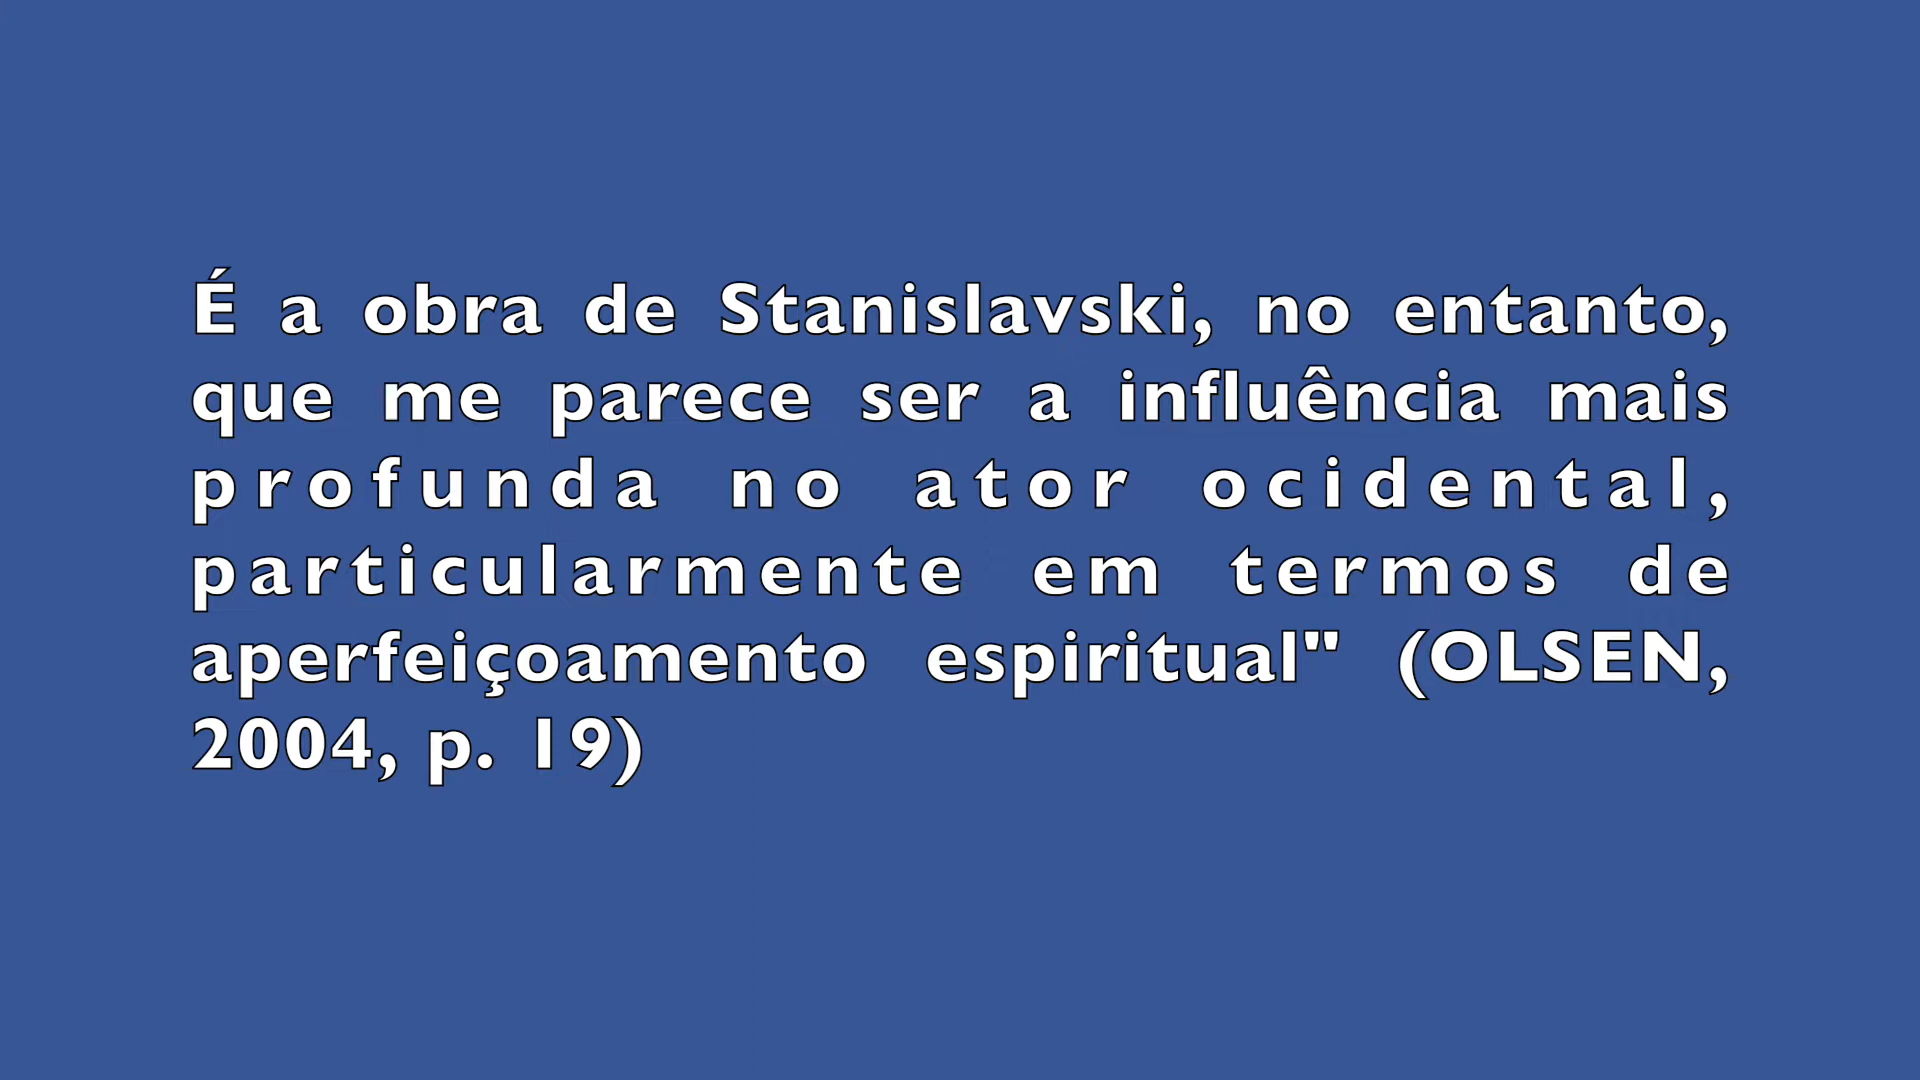 É a obra de Stanislavski, no entanto,
que me parece ser a influência mais
profunda no ator ocidental,
particularmente em termos de
aperfeiçoamento espiritual" (OLSEN,
2004, p. 19)